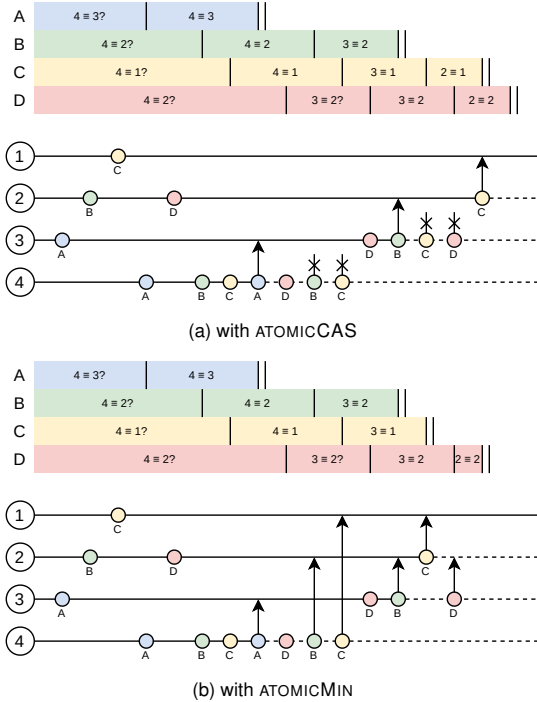 A 4 ≡ 3? 4 ≡ 3
B 4 ≡ 2? 4 ≡ 2 3 ≡ 2
C 4 ≡ 1? 4 ≡ 1 3 ≡ 1 2 ≡ 1
D 4 ≡ 2? 3 ≡ 2? 3 ≡ 2 2 ≡ 2
1
C
2
B D C
3
A D B C D
4
A B C A D B C
(a) with ATOMICCAS
A 4 ≡ 3? 4 ≡ 3
B 4 ≡ 2? 4 ≡ 2 3 ≡ 2
C 4 ≡ 1? 4 ≡ 1 3 ≡ 1
D 4 ≡ 2? 3 ≡ 2? 3 ≡ 2 2 ≡ 2
1
C
2
B D C
3
A D B D
4
A B C A D B C
(b) with ATOMICMIN